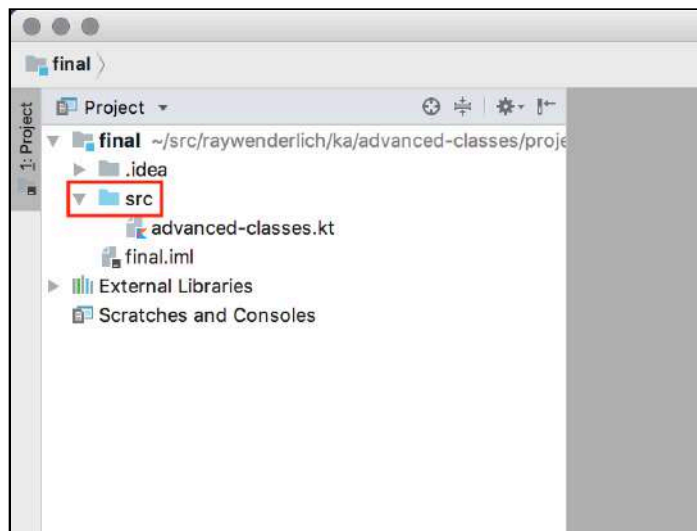 final
1: Project
Project
final ~/src/raywenderlich/ka/advanced-classes/proje
.idea
src
advanced-classes.kt
final.iml
External Libraries
Scratches and Consoles